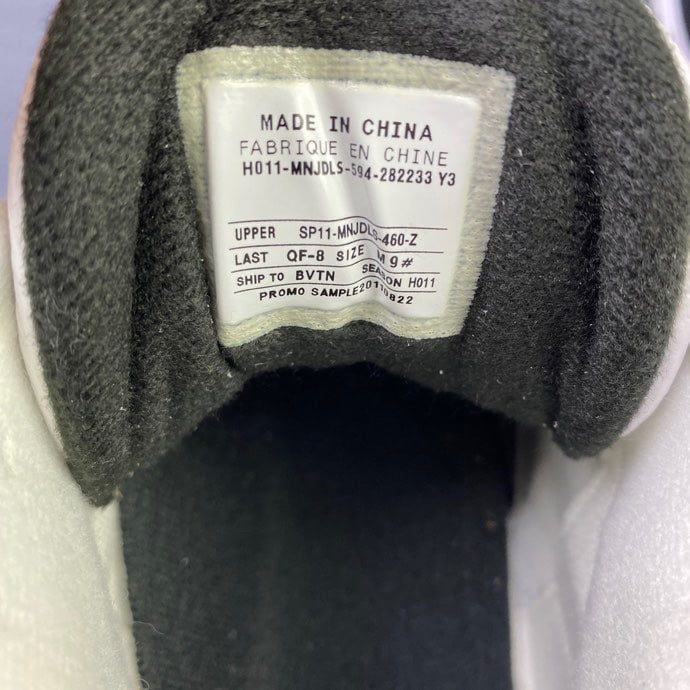 MADE IN CHINA
FABRIQUE EN CHINE
H011-MNJDLS-594-282233 Y3
UPPER SP11-MNJDLS-460-Z
LAST QF-8 SIZE M 9#
SHIP TO BVTN SEASON H011
PROMO SAMPLE20110822